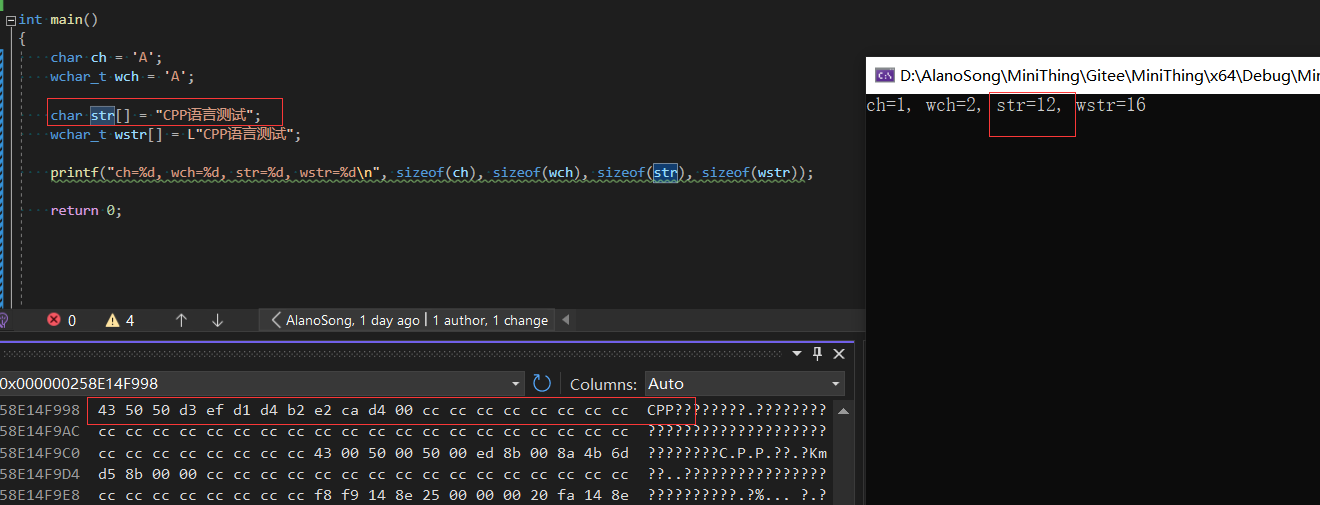 int main()
{
char ch = 'A';
wchar_t wch = 'A';
char str[] = "CPP语言测试";
wchar_t wstr[] = L"CPP语言测试";
printf("ch=%d, wch=%d, str=%d, wstr=%d\n", sizeof(ch), sizeof(wch), sizeof(str), sizeof(wstr));
return 0;
D:\AlanoSong\MiniThing\Gitee\MiniThing\x64\Debug\Min
ch=1, wch=2, str=12, wstr=16
0 4 AlanoSong, 1 day ago | 1 author, 1 change
0x000000258E14F998 Columns: Auto
58E14F998 43 50 50 d3 ef d1 d4 b2 e2 ca d4 00 cc cc cc cc cc cc cc cc CPP????????.????????
58E14F9AC cc cc cc cc cc cc cc cc cc cc cc cc cc cc cc cc cc cc cc cc ????????????????????
58E14F9C0 cc cc cc cc cc cc cc cc 43 00 50 00 50 00 ed 8b 00 8a 4b 6d ????????C.P.P.??.?Km
58E14F9D4 d5 8b 00 00 cc cc cc cc cc cc cc cc cc cc cc cc cc cc cc cc ??..????????????????
58E14F9E8 cc cc cc cc cc cc cc cc f8 f9 14 8e 25 00 00 00 20 fa 14 8e ??????????.?%... ?.?